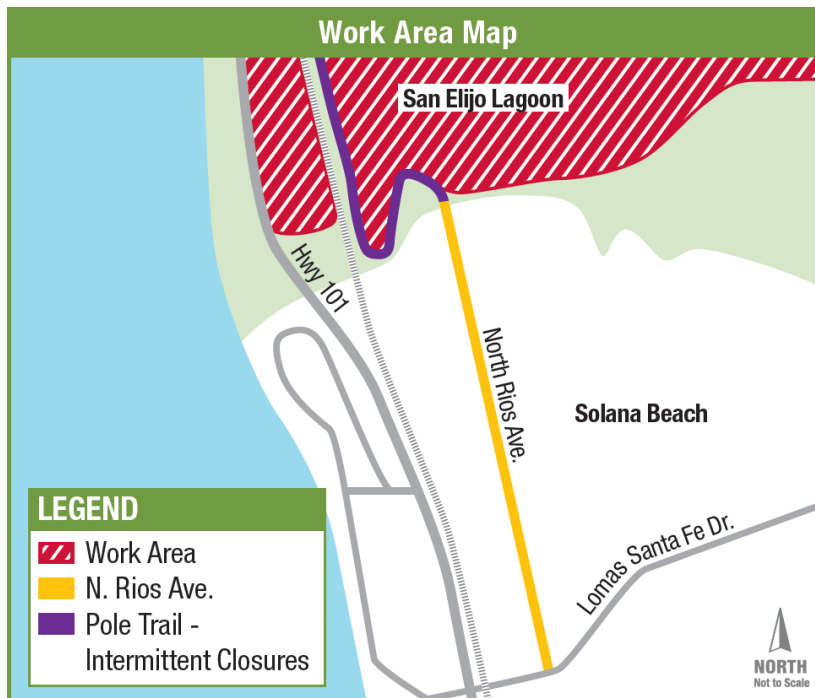 Work Area Map
San Elijo Lagoon
Hwy 101
North Rios Ave.
Solana Beach
Lomas Santa Fe Dr.
LEGEND
Work Area
N. Rios Ave.
Pole Trail -
Intermittent Closures
NORTH
Not to Scale